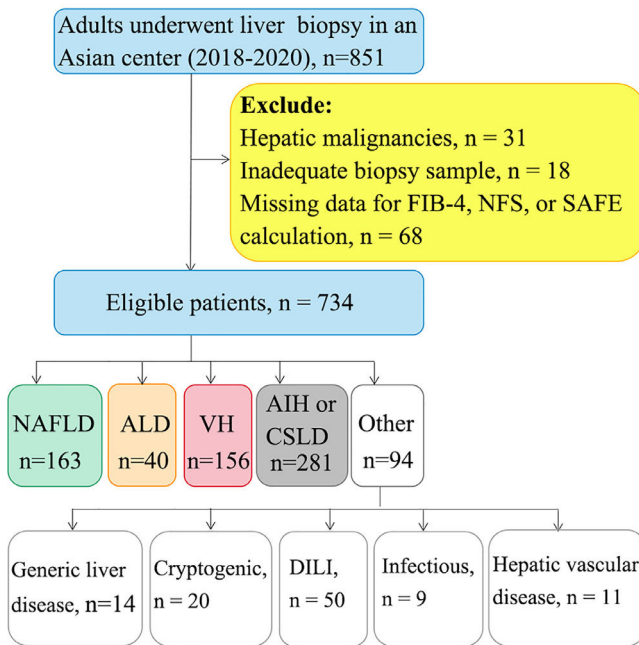 Adults underwent liver biopsy in an
Asian center (2018-2020), n=851
Exclude:
Hepatic malignancies, n = 31
Inadequate biopsy sample, n = 18
Missing data for FIB-4, NFS, or SAFE
calculation, n = 68
Eligible patients, n = 734
NAFLD
n=163
ALD
n=40
VH
n=156
AIH or
CSLD
n=281
Other
n=94
Generic liver
disease, n=14
Cryptogenic,
n = 20
DILI,
n = 50
Infectious,
n = 9
Hepatic vascular
disease, n = 11